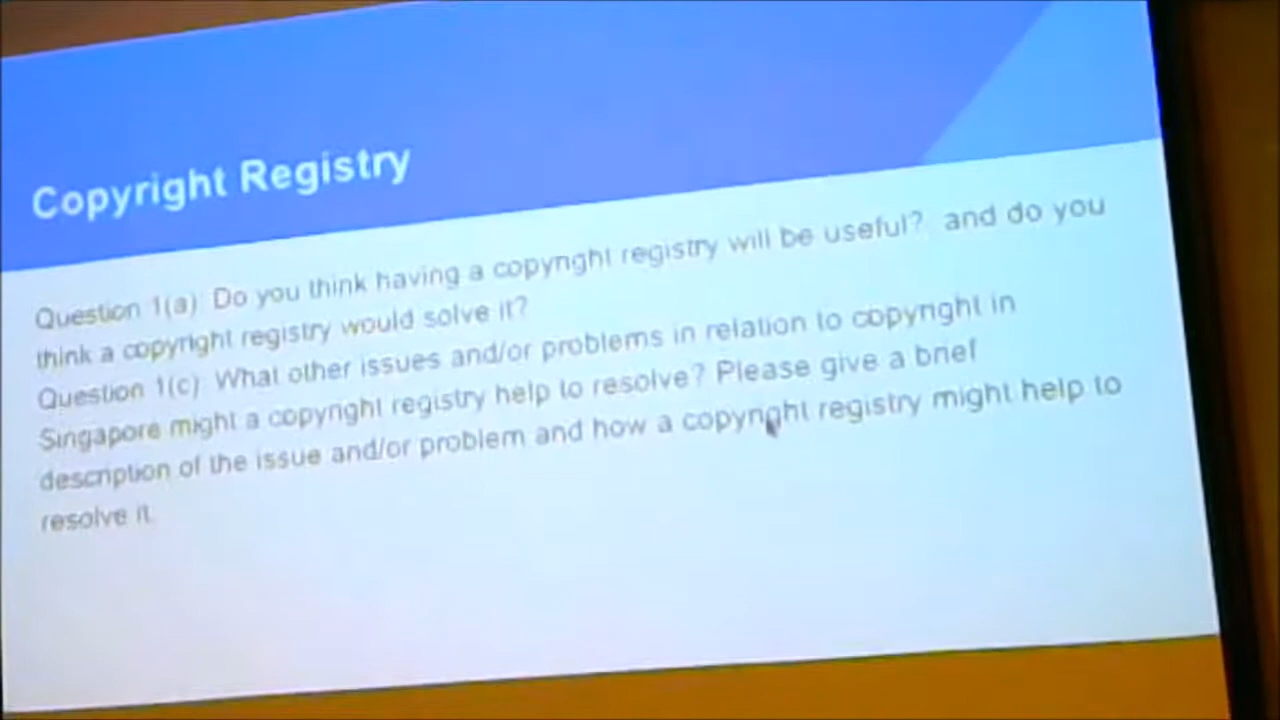 Copyright Registry
Question 1(a) Do you think having a copyright registry will be useful? and do you
think a copyright registry would solve it?
Question 1(c) What other issues and/or problems in relation to copyright in
Singapore might a copyright registry help to resolve? Please give a brief
description of the issue and/or problem and how a copyright registry might help to
resolve it.